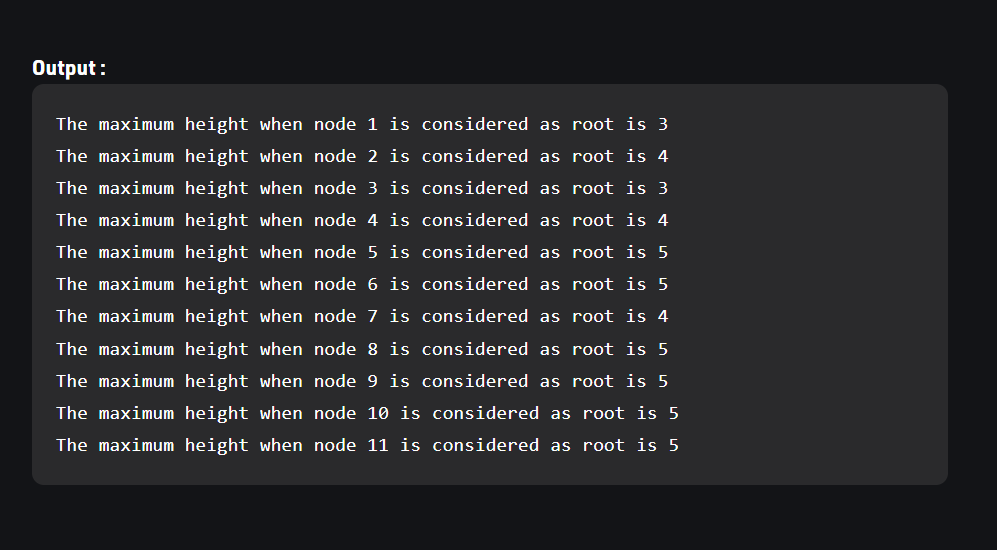 Output:
The maximum height when node 1 is considered as root is 3
The maximum height when node 2 is considered as root is 4
The maximum height when node 3 is considered as root is 3
The maximum height when node 4 is considered as root is 4
The maximum height when node 5 is considered as root is 5
The maximum height when node 6 is considered as root is 5
The maximum height when node 7 is considered as root is 4
The maximum height when node 8 is considered as root is 5
The maximum height when node 9 is considered as root is 5
The maximum height when node 10 is considered as root is 5
The maximum height when node 11 is considered as root is 5